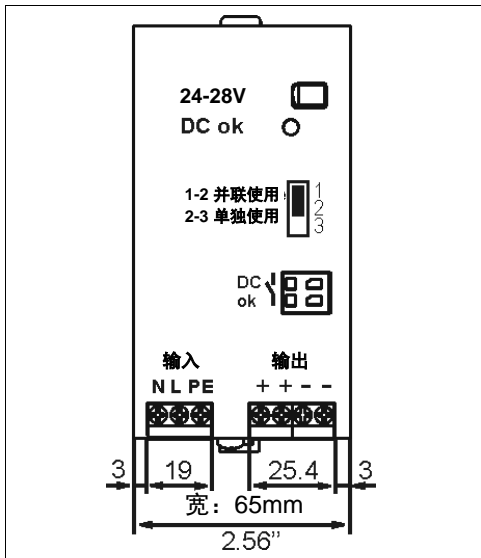 24-28V
DC ok
1-2 并联使用
2-3 单独使用
1
2
3
DC
ok
输入 输出
N L PE + + - -
3 19 25.4 3
宽：65mm
2.56”